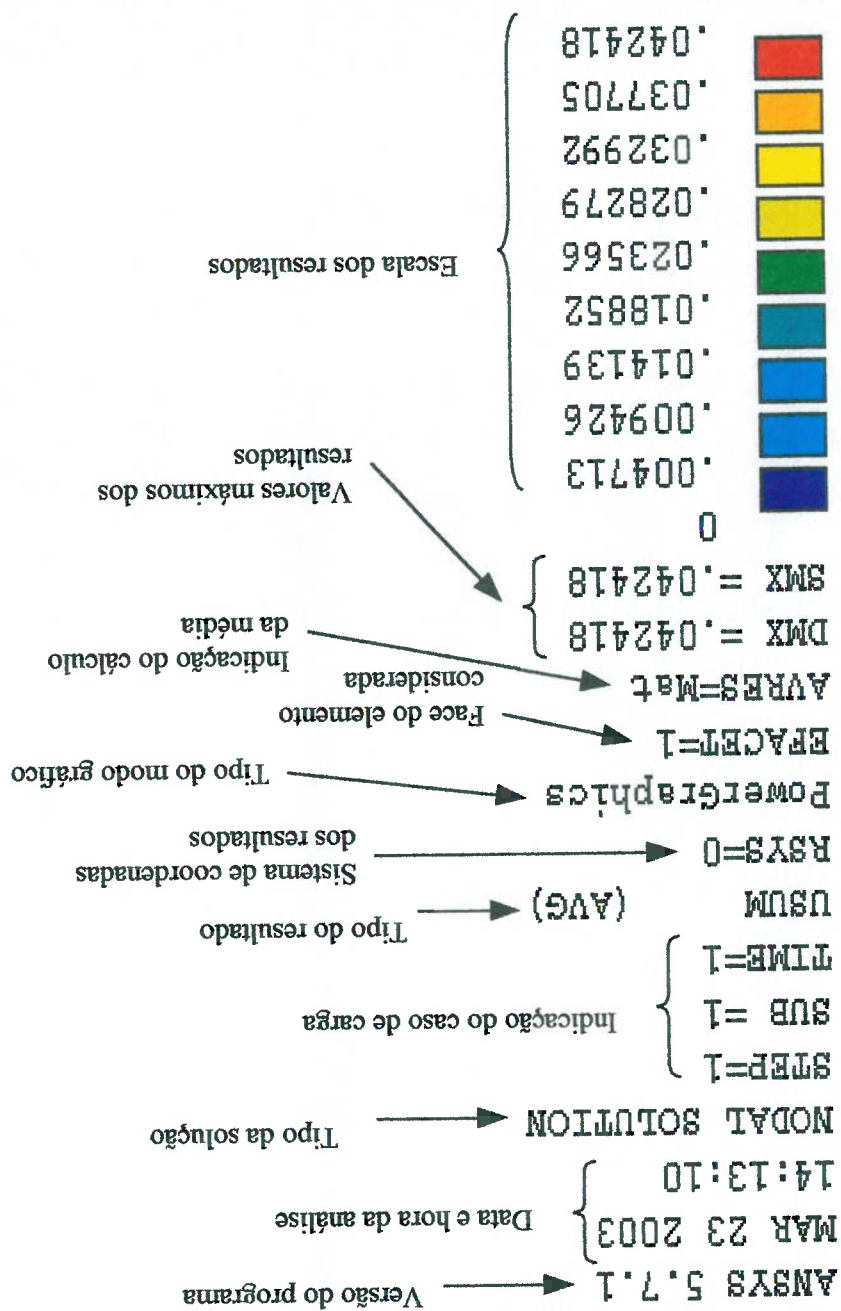 ANSYS 5.7.1 Versão do programa
MAR 23 2003
14:13:10
Data e hora da análise
NODAL SOLUTION Tipo da solução
STEP=1
SUB =1
TIME=1
Indicação do caso de carga
USUM (AVG) Tipo do resultado
RSYS=0
Sistema de coordenadas
dos resultados
PowerGraphics Tipo do modo gráfico
EFACET=1
Face do elemento
considerada
AVRES=Mat
Indicação do cálculo
da média
DMX =.042418
SMX =.042418
Valores máximos dos
resultados
0
.004713
.009426
.014139
.018852
.023566
.028279
.032992
.037705
.042418
Escala dos resultados